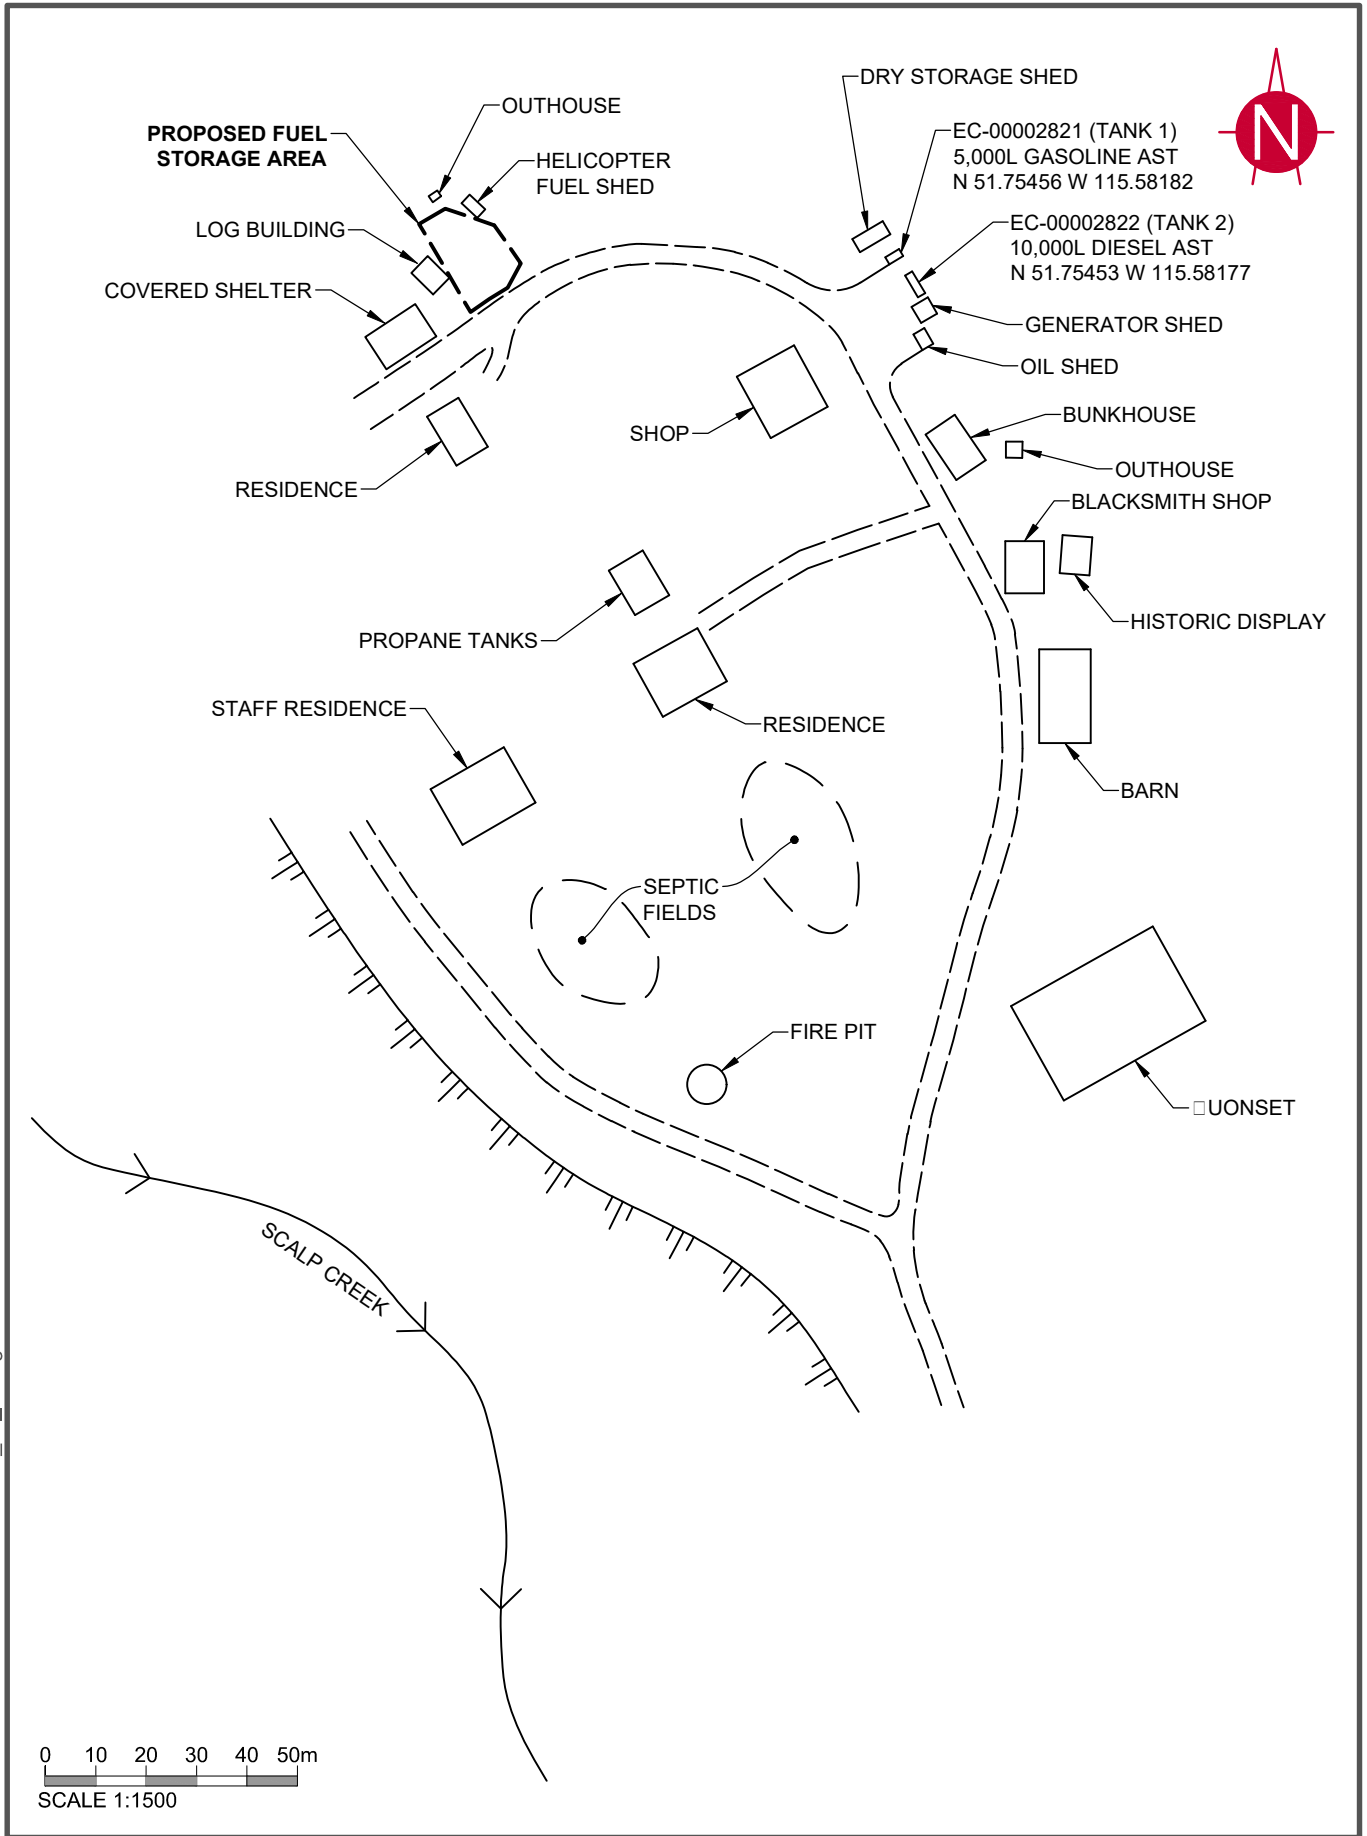 N
DRY STORAGE SHED
OUTHOUSE
PROPOSED FUEL
STORAGE AREA
EC-00002821 (TANK 1)
5,000L GASOLINE AST
N 51.75456 W 115.58182
HELICOPTER
FUEL SHED
LOG BUILDING
EC-00002822 (TANK 2)
10,000L DIESEL AST
N 51.75453 W 115.58177
COVERED SHELTER
GENERATOR SHED
OIL SHED
BUNKHOUSE
SHOP
OUTHOUSE
RESIDENCE
BLACKSMITH SHOP
HISTORIC DISPLAY
PROPANE TANKS
STAFF RESIDENCE
RESIDENCE
BARN
SEPTIC
FIELDS
FIRE PIT
□UONSET
SCALP CREEK
0 10 20 30 40 50m
SCALE 1:1500